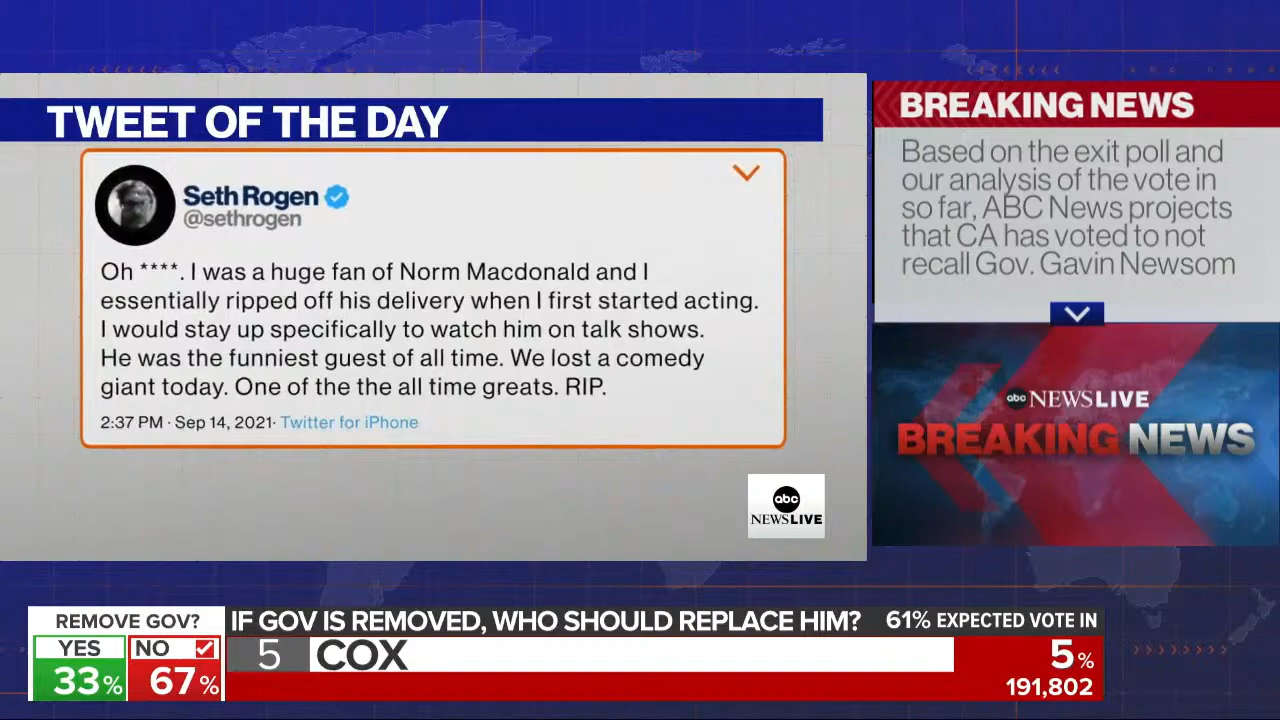 TWEET OF THE DAY
Seth Rogen
@sethrogen
Oh ****. I was a huge fan of Norm Macdonald and I
essentially ripped off his delivery when I first started acting.
I would stay up specifically to watch him on talk shows.
He was the funniest guest of all time. We lost a comedy
giant today. One of the the all time greats. RIP.
2:37 PM · Sep 14, 2021· Twitter for iPhone
abc
NEWSLIVE
BREAKING NEWS
Based on the exit poll and
our analysis of the vote in
so far, ABC News projects
that CA has voted to not
recall Gov. Gavin Newsom
abc NEWSLIVE
BREAKING NEWS
REMOVE GOV?
YES NO
33% 67%
IF GOV IS REMOVED, WHO SHOULD REPLACE HIM? 61% EXPECTED VOTE IN
5 COX 5%
191,802